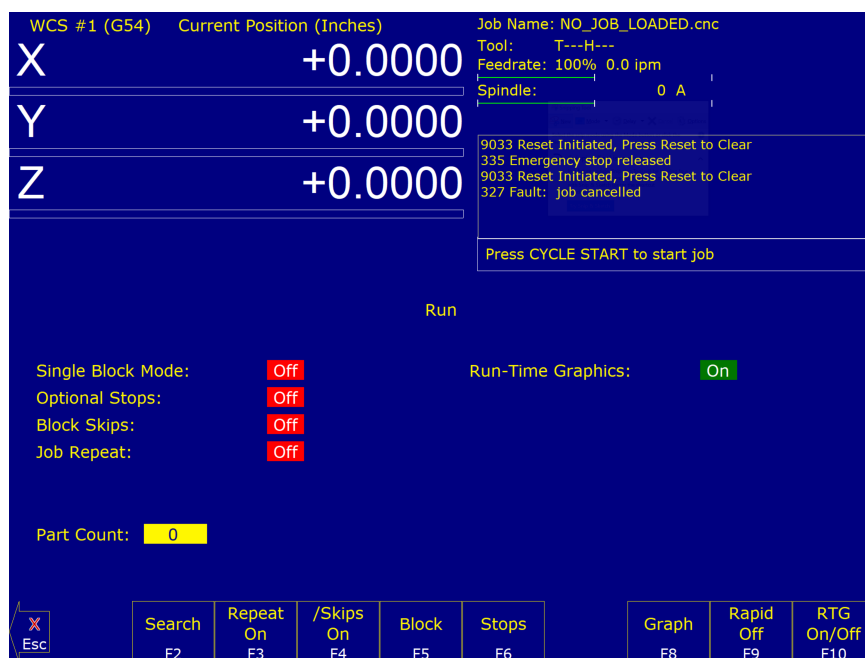 WCS #1 (G54) Current Position (Inches)
X +0.0000
Y +0.0000
Z +0.0000
Job Name: NO_JOB_LOADED.cnc
Tool: T---H---
Feedrate: 100% 0.0 ipm
Spindle: 0 A
9033 Reset Initiated, Press Reset to Clear
335 Emergency stop released
9033 Reset Initiated, Press Reset to Clear
327 Fault: job cancelled
Press CYCLE START to start job
Run
Single Block Mode: Off
Optional Stops: Off
Block Skips: Off
Job Repeat: Off
Run-Time Graphics: On
Part Count: 0
X
Esc
Search
F2
Repeat
On
F3
/Skips
On
F4
Block
F5
Stops
F6
Graph
F8
Rapid
Off
F9
RTG
On/Off
F10